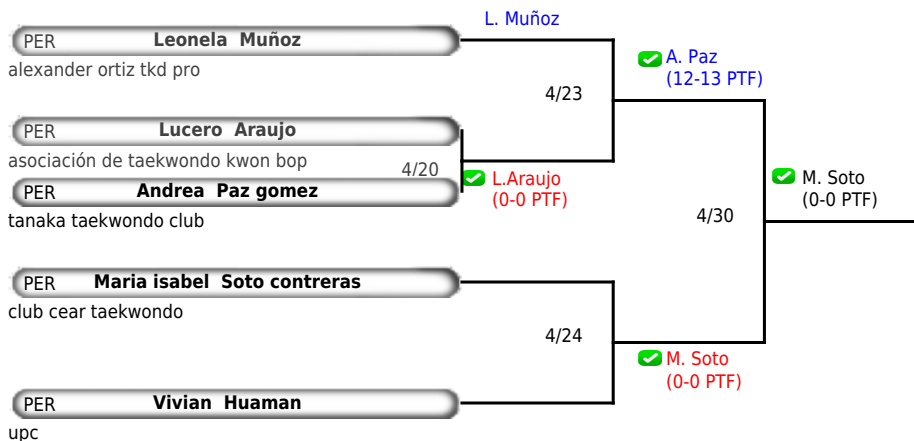 L. Muñoz
PER Leonela Muñoz
alexander ortiz tkd pro
A. Paz
(12-13 PTF)
4/23
PER Lucero Araujo
asociación de taekwondo kwon bop
4/20
L.Araujo
(0-0 PTF)
PER Andrea Paz gomez
tanaka taekwondo club
M. Soto
(0-0 PTF)
4/30
PER Maria isabel Soto contreras
club cear taekwondo
4/24
M. Soto
(0-0 PTF)
PER Vivian Huaman
upc